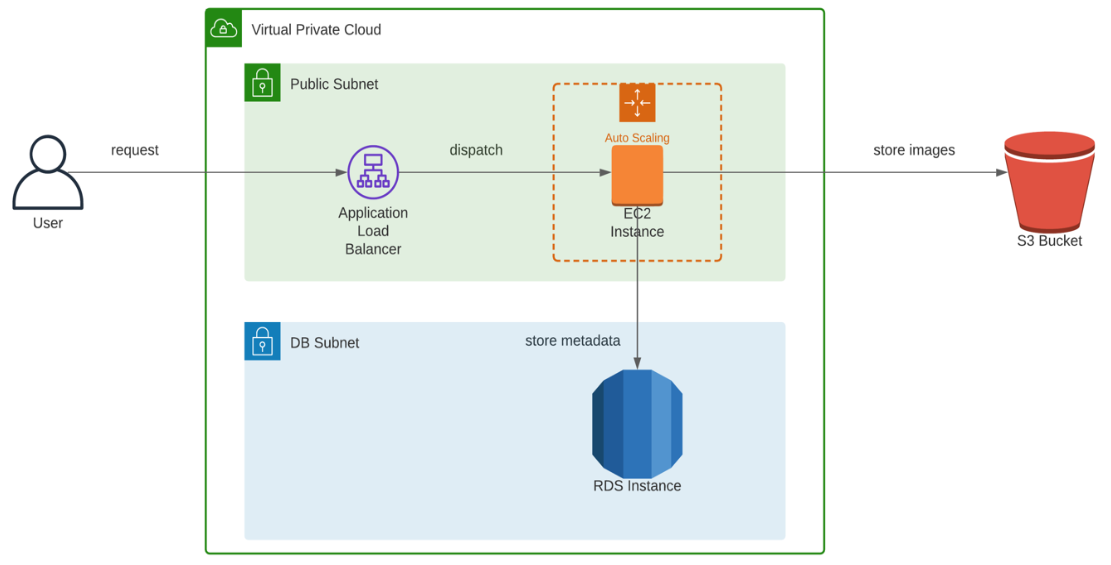 Virtual Private Cloud
Public Subnet
Auto Scaling
request
dispatch
store images
User
Application
Load
Balancer
EC2
Instance
S3 Bucket
DB Subnet
store metadata
RDS Instance